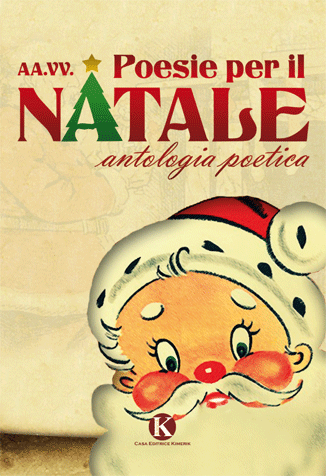 AA.VV. Poesie per il
NATALE
antologia poetica
K
CASA EDITRICE KIMERIK